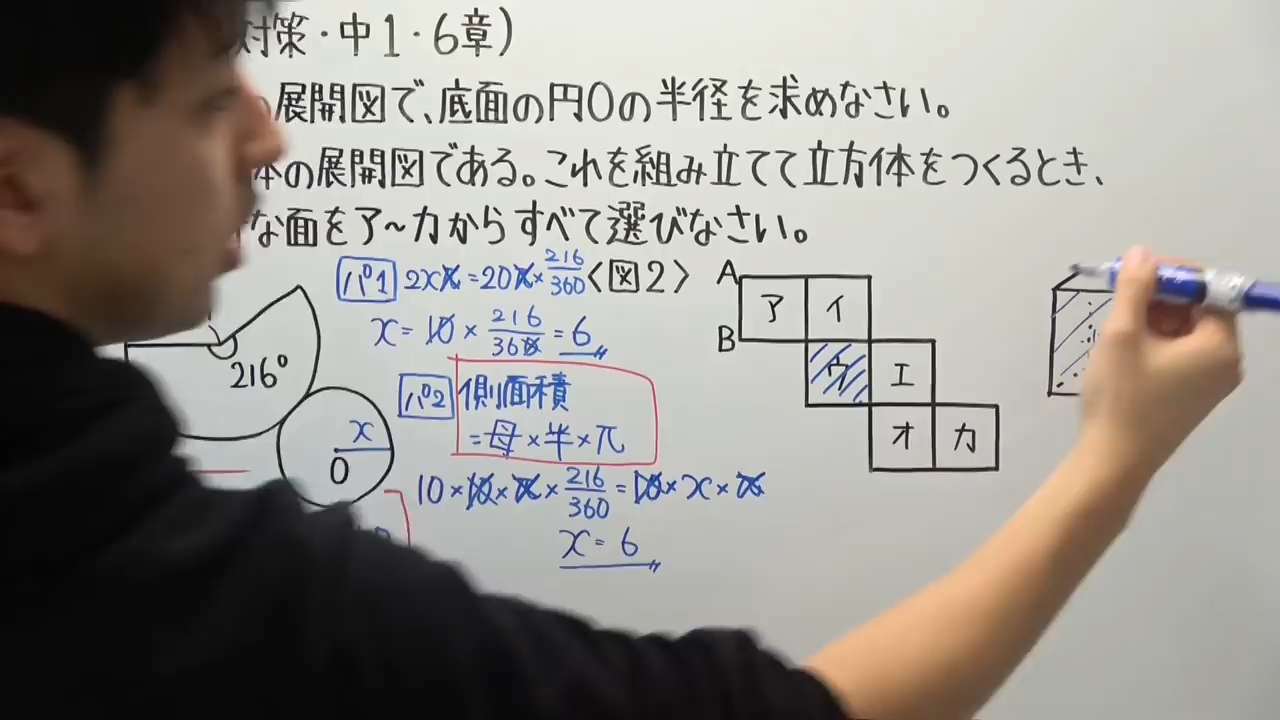 対策・中1・6章)
の展開図で、底面の円Oの半径を求めなさい。
体の展開図である。これを組み立てて立方体をつくるとき、
な面をア~カからすべて選びなさい。
パ1 2x×π=20π×216/360
x=10×216/360=6
パ2 側面積
=母×半×π
10×10×π×216/360=10×x×π
x=6
216°
x
O
〈図2〉
A
B
ア イ
ウ エ
オ カ